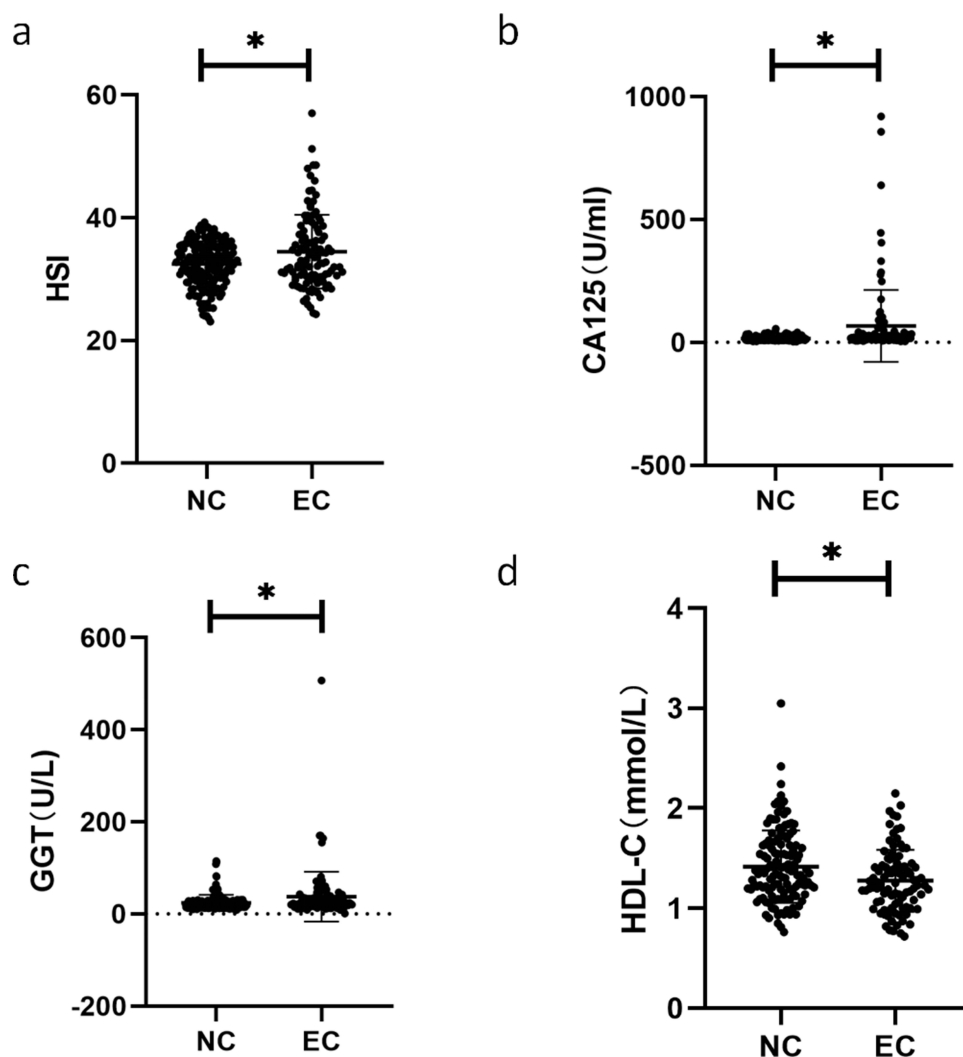 a
*
60
40
20
0
HSI
NC EC
b
*
1000
500
0
-500
CA125（U/ml）
NC EC
c
*
600
400
200
0
-200
GGT（U/L）
NC EC
d
*
4
3
2
1
0
HDL-C（mmol/L）
NC EC